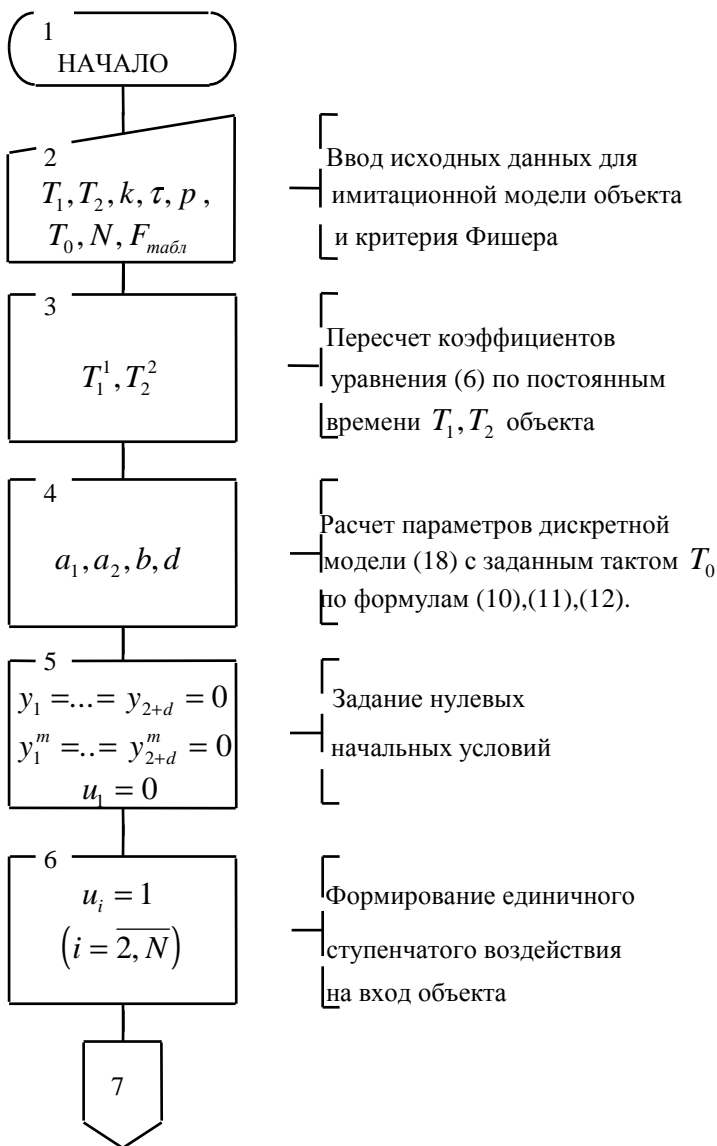 1
НАЧАЛО
2
T₁, T₂, k, τ, p ,
T₀, N, Fтабл
Ввод исходных данных для
имитационной модели объекта
и критерия Фишера
3
T₁¹, T₂²
Пересчет коэффициентов
уравнения (6) по постоянным
времени T₁, T₂ объекта
4
a₁, a₂, b, d
Расчет параметров дискретной
модели (18) с заданным тактом T₀
по формулам (10),(11),(12).
5
y₁ =...= y₂₊d = 0
y₁ᵐ =..= y₂₊dᵐ = 0
u₁ = 0
Задание нулевых
начальных условий
6
uᵢ = 1
(i = 2, N)
Формирование единичного
ступенчатого воздействия
на вход объекта
7